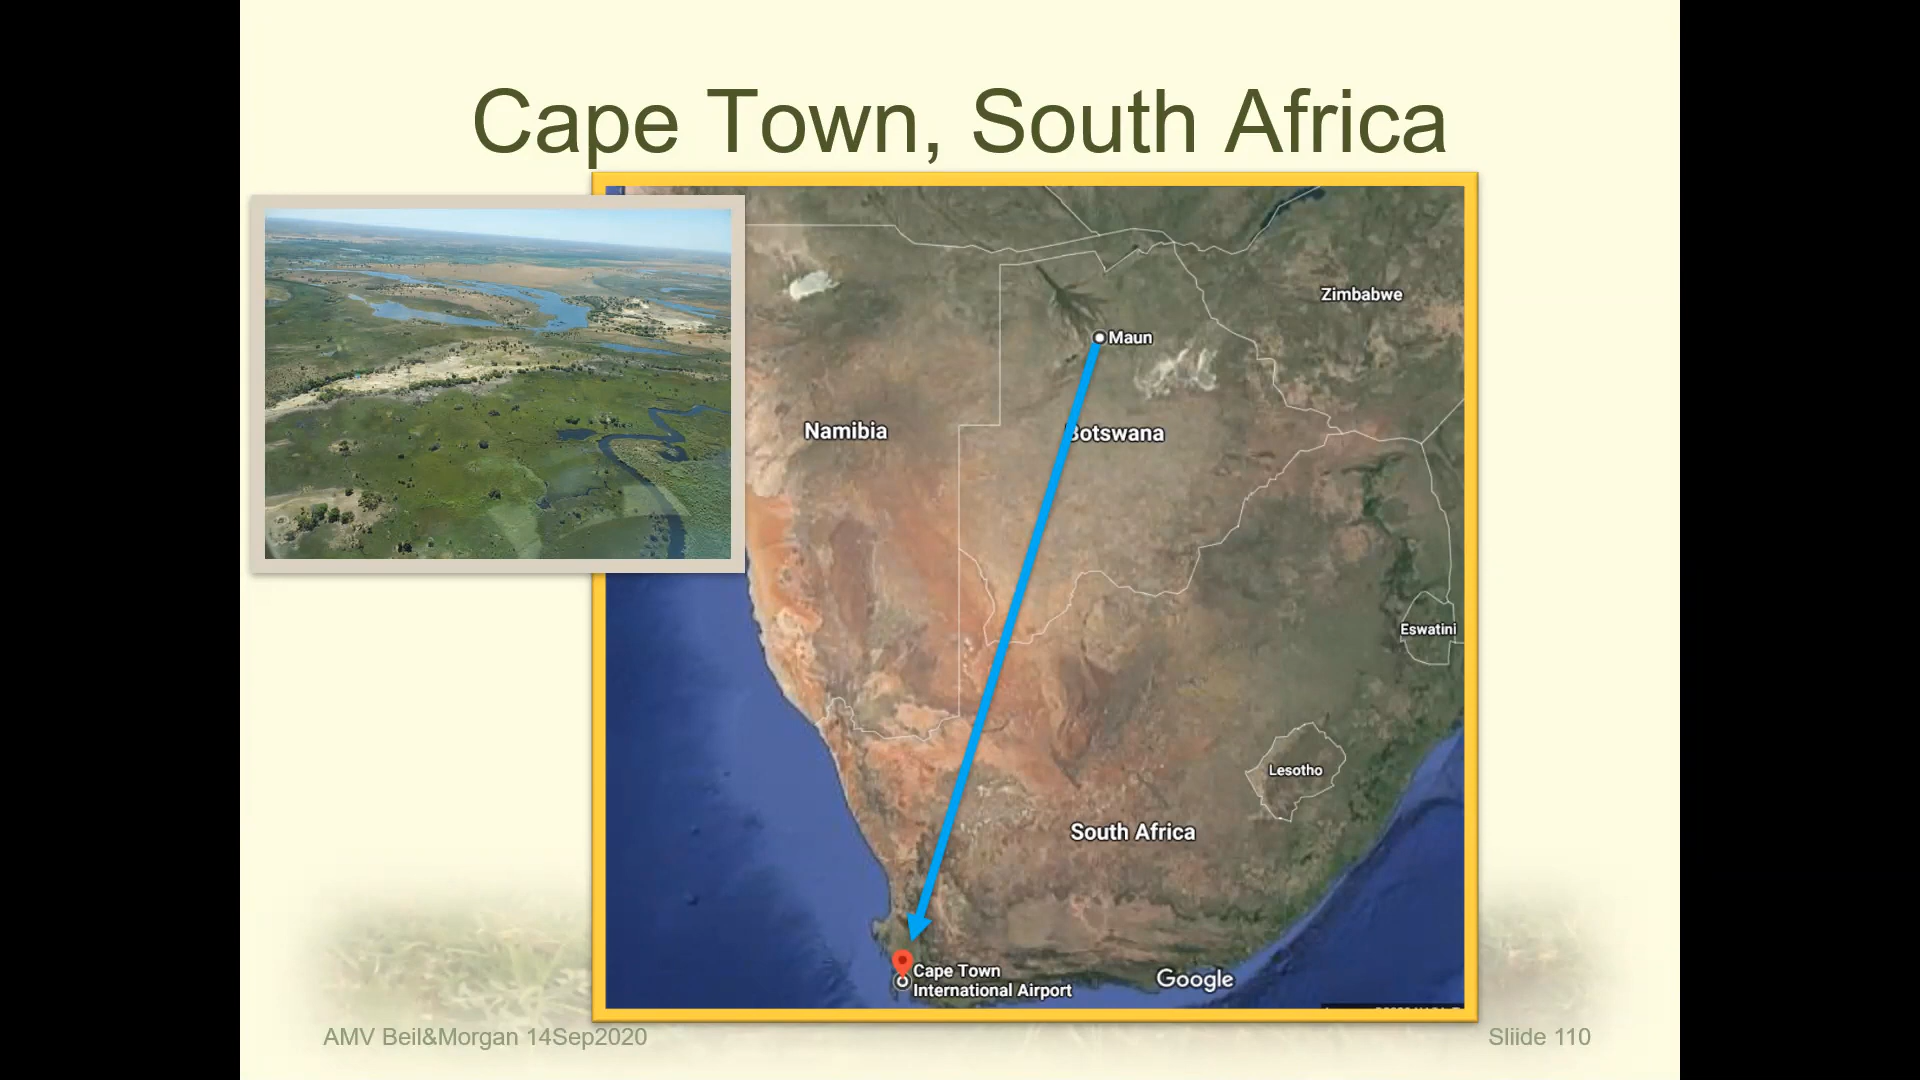 Cape Town, South Africa
Zimbabwe
Maun
Namibia
Botswana
Eswatini
Lesotho
South Africa
Cape Town
International Airport
Google
AMV Beil&Morgan 14Sep2020
Sliide 110